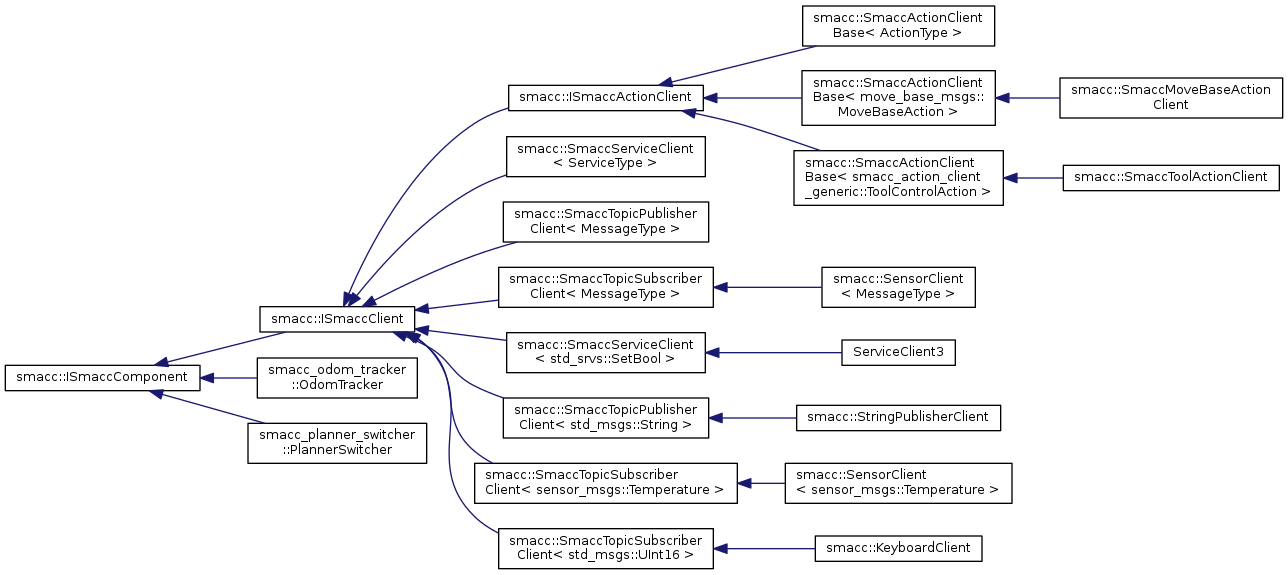 smacc::ISmaccComponent
smacc::ISmaccClient
smacc_odom_tracker
::OdomTracker
smacc_planner_switcher
::PlannerSwitcher
smacc::ISmaccActionClient
smacc::SmaccServiceClient
< ServiceType >
smacc::SmaccTopicPublisher
Client< MessageType >
smacc::SmaccTopicSubscriber
Client< MessageType >
smacc::SmaccServiceClient
< std_srvs::SetBool >
smacc::SmaccTopicPublisher
Client< std_msgs::String >
smacc::SmaccTopicSubscriber
Client< sensor_msgs::Temperature >
smacc::SmaccTopicSubscriber
Client< std_msgs::UInt16 >
smacc::SmaccActionClient
Base< ActionType >
smacc::SmaccActionClient
Base< move_base_msgs::
MoveBaseAction >
smacc::SmaccActionClient
Base< smacc_action_client
_generic::ToolControlAction >
smacc::SensorClient
< MessageType >
ServiceClient3
smacc::StringPublisherClient
smacc::SensorClient
< sensor_msgs::Temperature >
smacc::KeyboardClient
smacc::SmaccMoveBaseAction
Client
smacc::SmaccToolActionClient